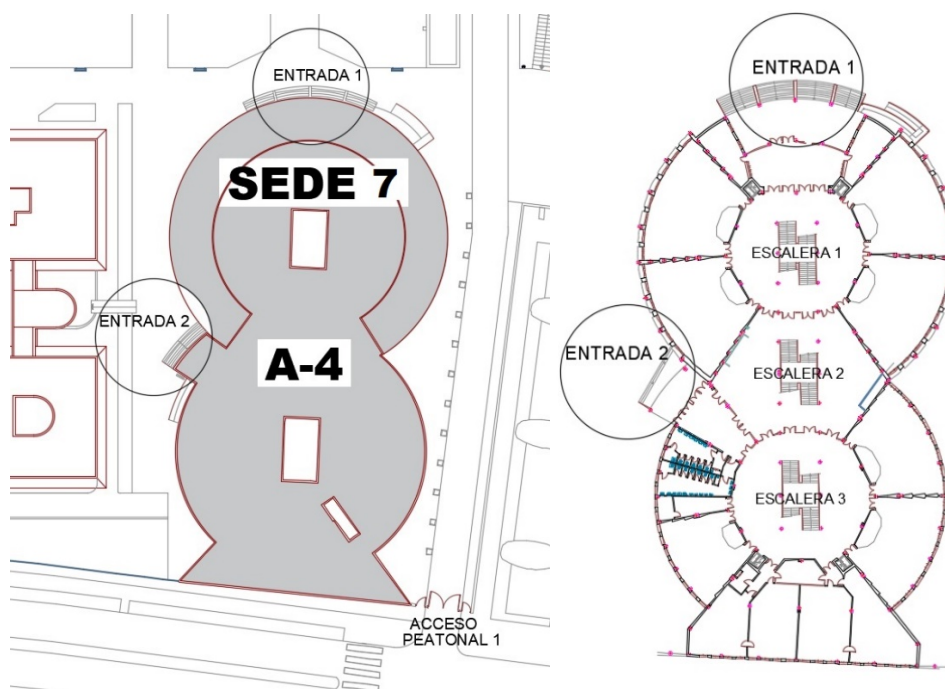 ENTRADA 1
SEDE 7
ENTRADA 2
A-4
ACCESO
PEATONAL 1
ENTRADA 1
ESCALERA 1
ENTRADA 2
ESCALERA 2
ESCALERA 3